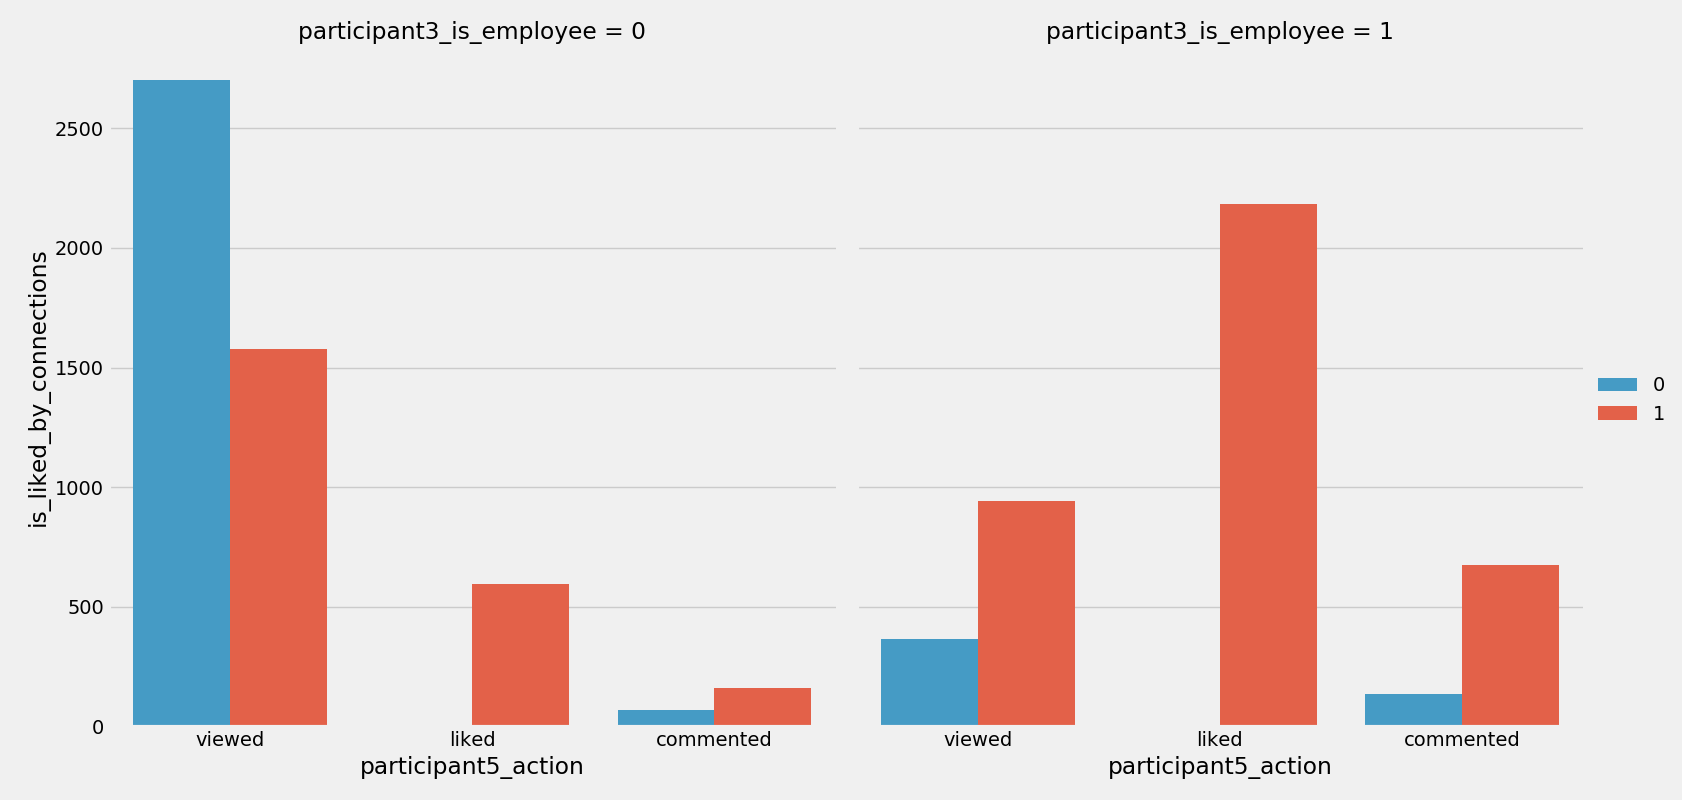 participant3_is_employee = 0
participant3_is_employee = 1
is_liked_by_connections
2500
2000
1500
1000
500
0
viewed
liked
commented
participant5_action
viewed
liked
commented
participant5_action
0
1